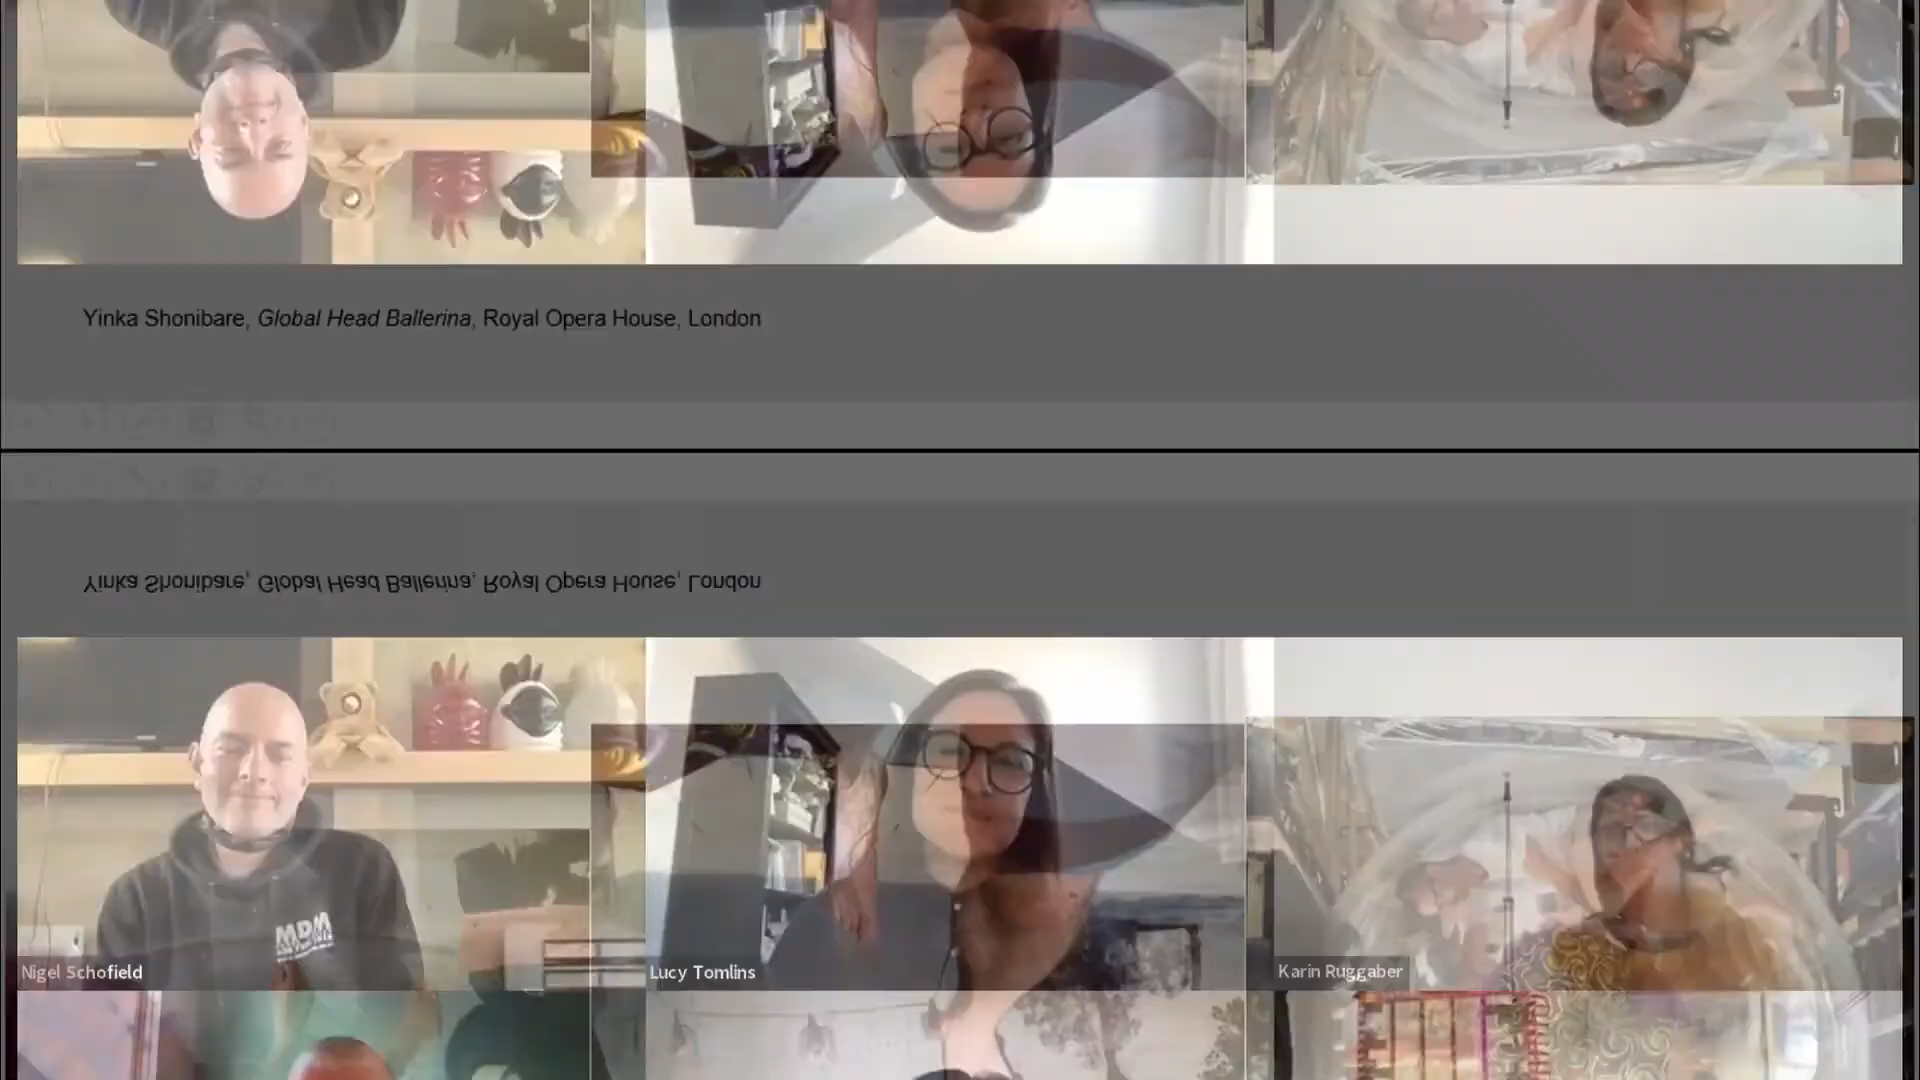 Yinka Shonibare, Global Head Ballerina, Royal Opera House, London
Yinka Shonibare, Global Head Ballerina, Royal Opera House, London
MDW
Nigel Schofield
Lucy Tomlins
Karin Ruggaber